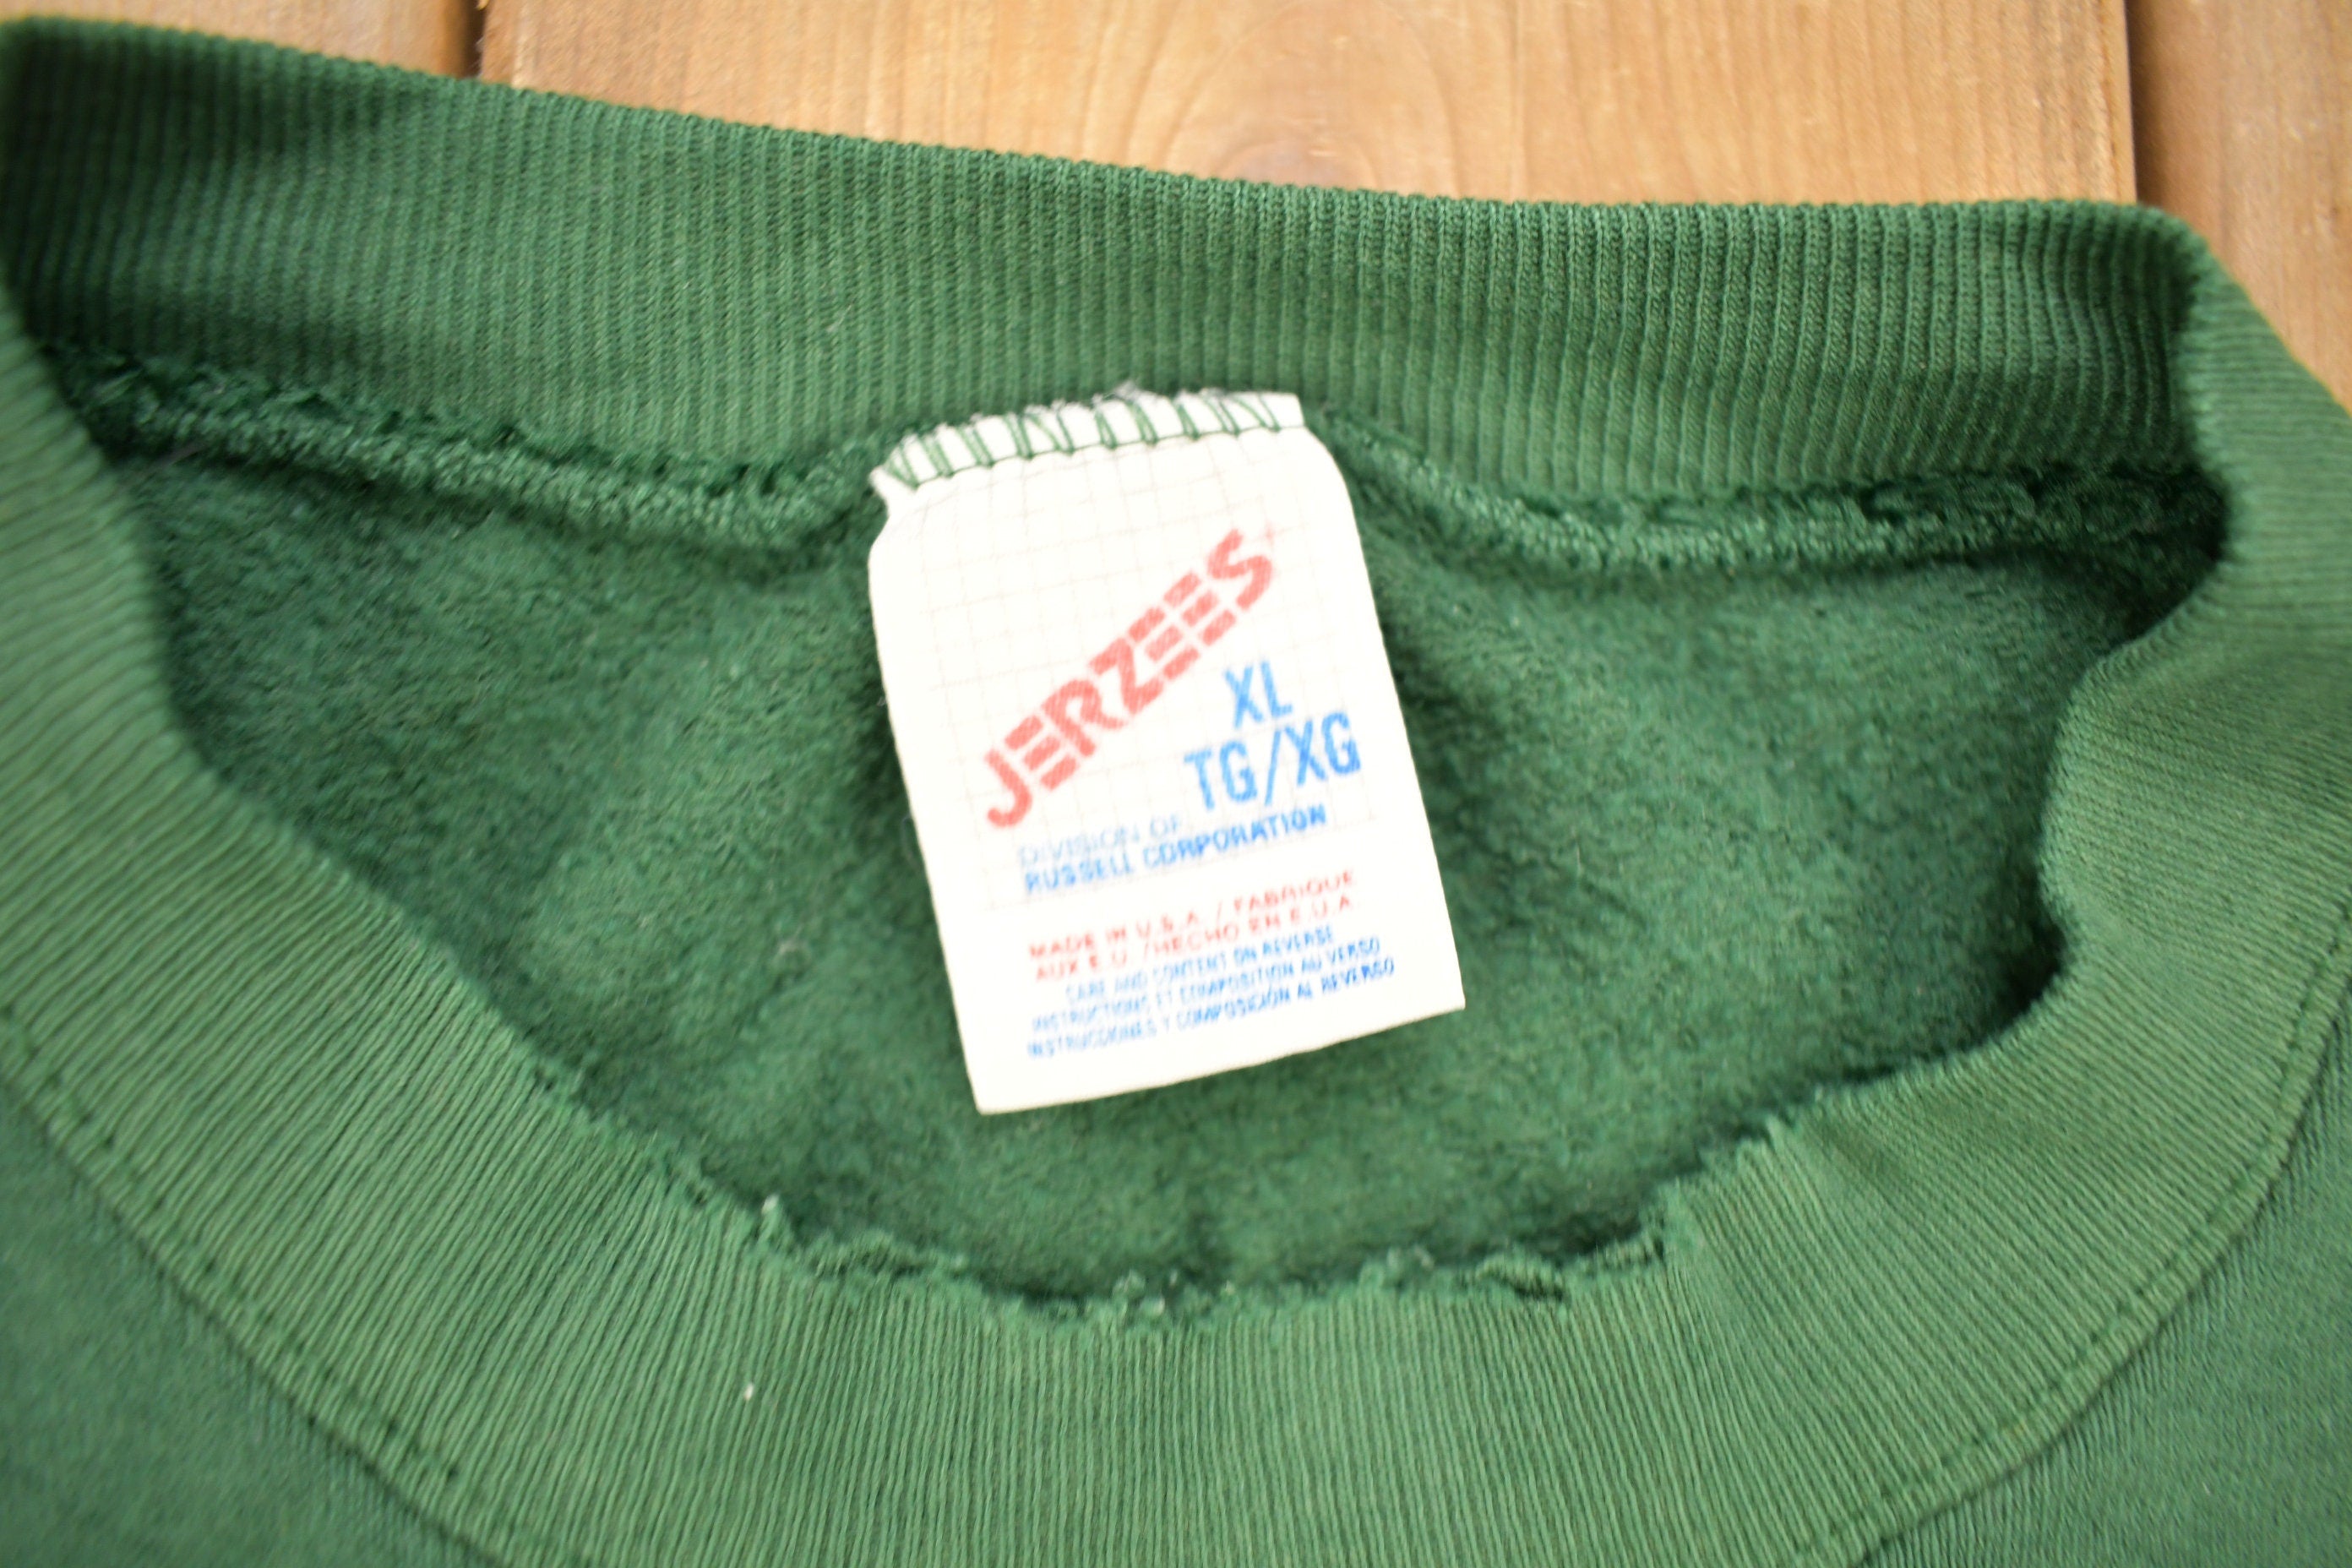 JERZEES
XL
TG/XG
DIVISION OF
RUSSELL CORPORATION
MADE IN U.S.A. / FABRIQUE
AUX E.U. /HECHO EN E.U.A
CARE AND CONTENT ON REVERSE
INSTRUCTIONS ET COMPOSITION AU VERSO
INSTRUCCIONES Y COMPOSICIÓN AL REVERSO